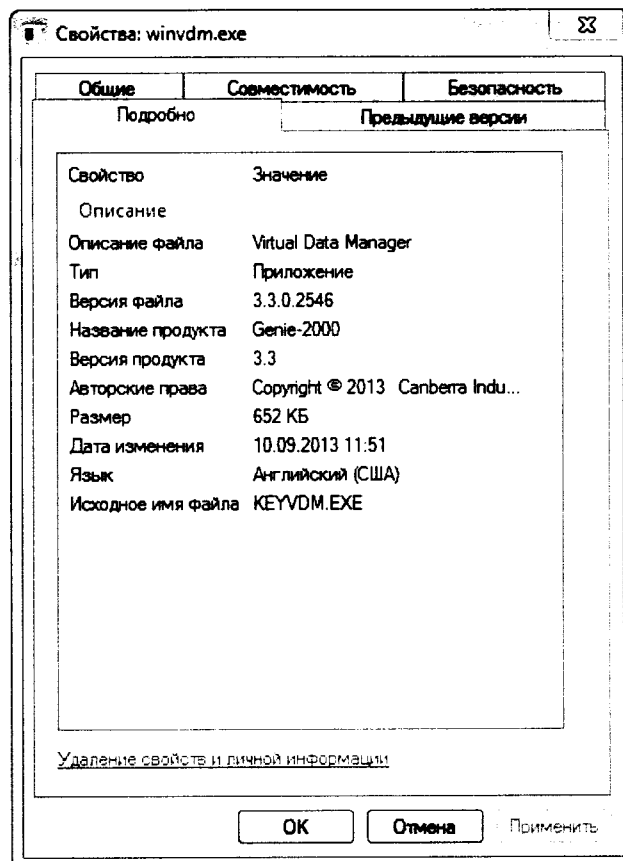 Свойства: winvdm.exe
Общие Совместимость Безопасность
Подробно Предыдущие версии
Свойство Значение
Описание
Описание файла Virtual Data Manager
Тип Приложение
Версия файла 3.3.0.2546
Название продукта Genie-2000
Версия продукта 3.3
Авторские права Copyright © 2013 Canberra Indu...
Размер 652 КБ
Дата изменения 10.09.2013 11:51
Язык Английский (США)
Исходное имя файла KEYVDM.EXE
Удаление свойств и личной информации
OK Отмена Применить